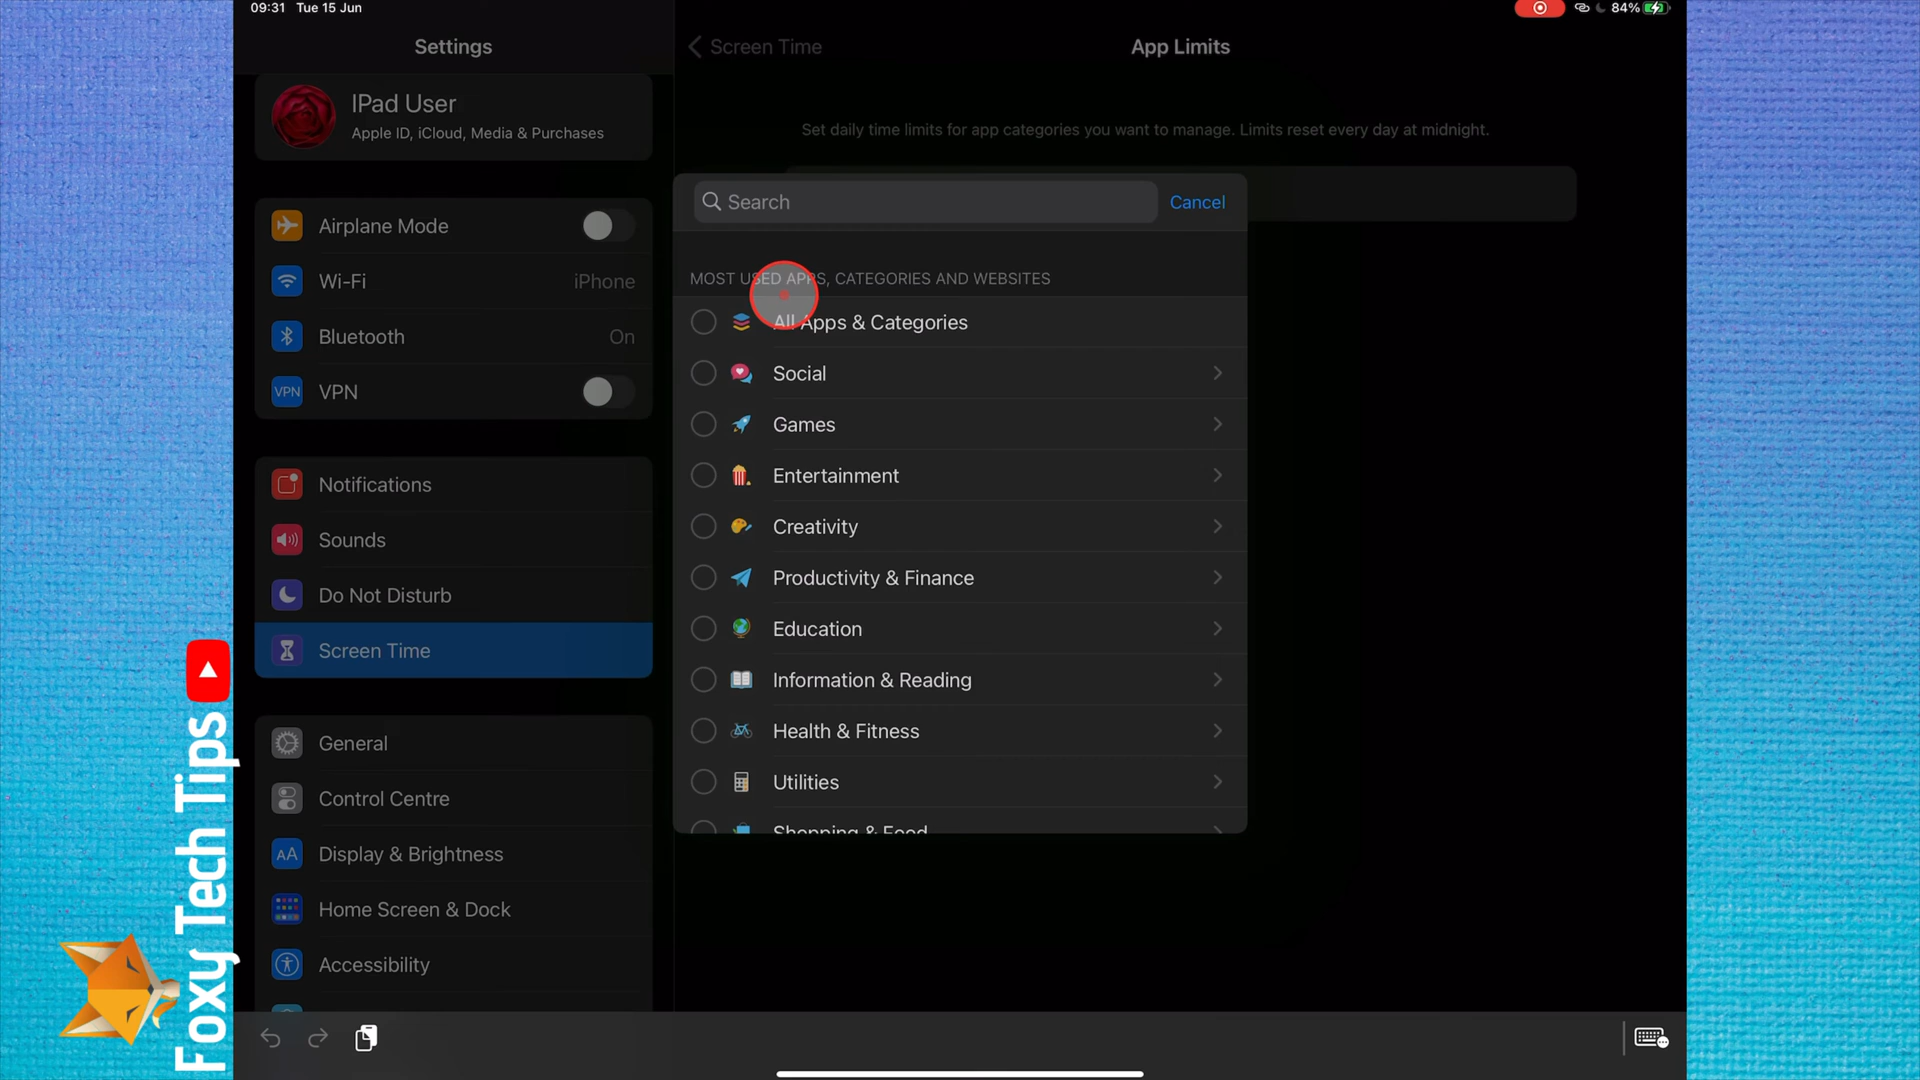 09:31 Tue 15 Jun
84%
Settings
IPad User
Apple ID, iCloud, Media & Purchases
Airplane Mode
Wi-Fi
iPhone
Bluetooth
On
VPN
VPN
Notifications
Sounds
Do Not Disturb
Screen Time
General
Control Centre
AA
Display & Brightness
Home Screen & Dock
Accessibility
Screen Time
App Limits
Set daily time limits for app categories you want to manage. Limits reset every day at midnight.
Search
Cancel
MOST USED APPS, CATEGORIES AND WEBSITES
All Apps & Categories
Social
Games
Entertainment
Creativity
Productivity & Finance
Education
Information & Reading
Health & Fitness
Utilities
Shopping & Food
Foxy Tech Tips